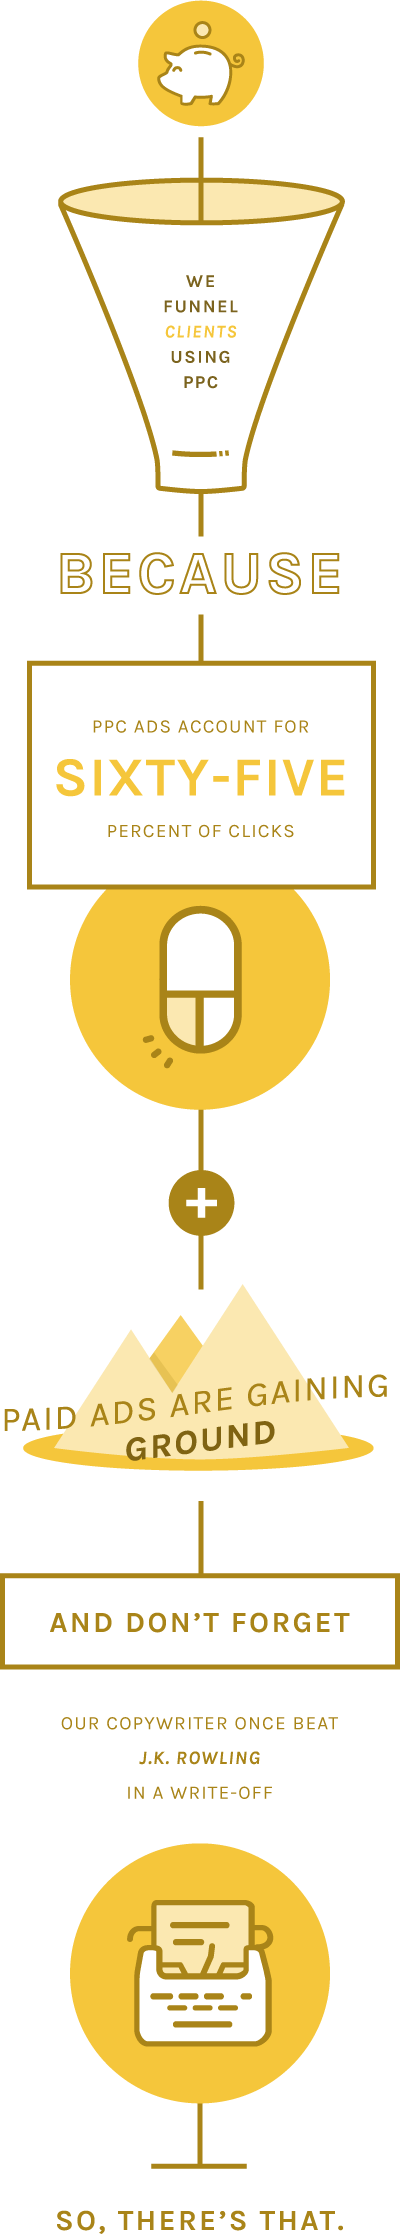 WE
FUNNEL
CLIENTS
USING
PPC
BECAUSE
PPC ADS ACCOUNT FOR
SIXTY-FIVE
PERCENT OF CLICKS
PAID ADS ARE GAINING
GROUND
AND DON’T FORGET
OUR COPYWRITER ONCE BEAT
J.K. ROWLING
IN A WRITE-OFF
SO, THERE’S THAT.